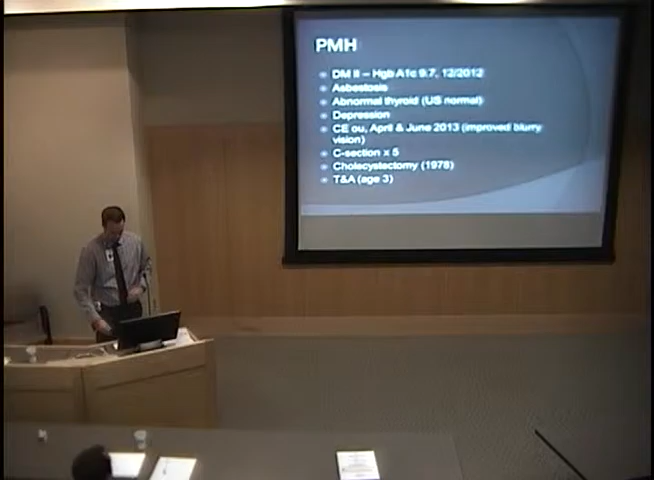 PMH
DM II – Hgb A1c 9.7, 12/2012
Asbestosis
Abnormal thyroid (US normal)
Depression
CE ou, April & June 2013 (improved blurry
vision)
C-section x 5
Cholecystectomy (1978)
T&A (age 3)